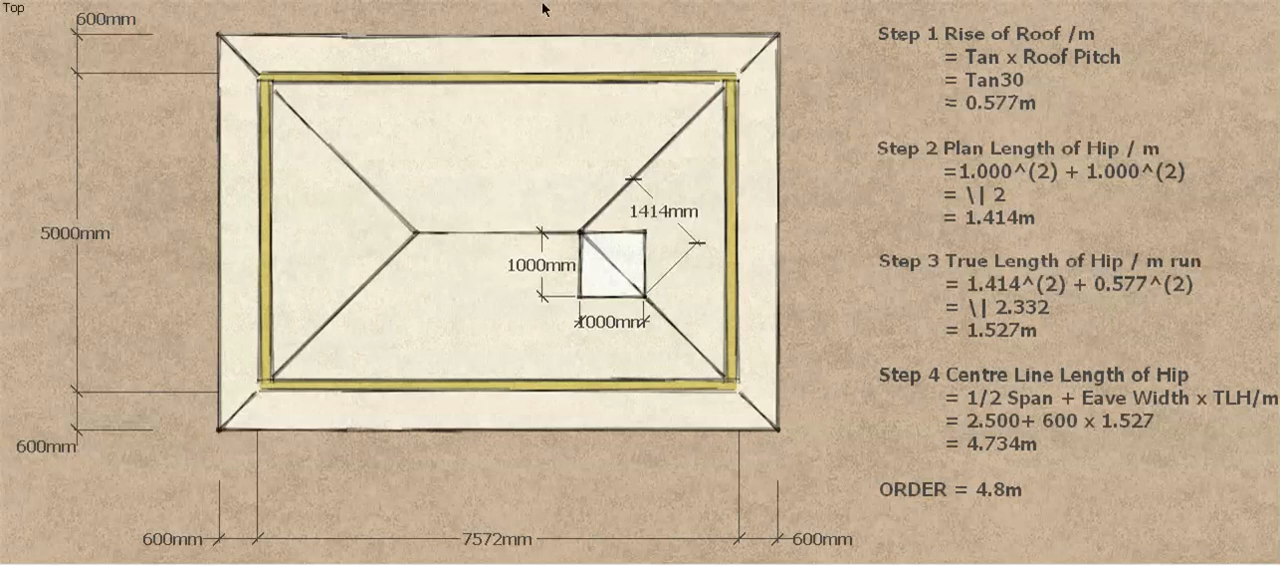 Top
600mm
5000mm
600mm
1414mm
1000mm
1000mm
600mm
7572mm
600mm
Step 1 Rise of Roof /m
= Tan x Roof Pitch
= Tan30
= 0.577m
Step 2 Plan Length of Hip / m
=1.000^(2) + 1.000^(2)
= \| 2
= 1.414m
Step 3 True Length of Hip / m run
= 1.414^(2) + 0.577^(2)
= \| 2.332
= 1.527m
Step 4 Centre Line Length of Hip
= 1/2 Span + Eave Width x TLH/m
= 2.500+ 600 x 1.527
= 4.734m
ORDER = 4.8m